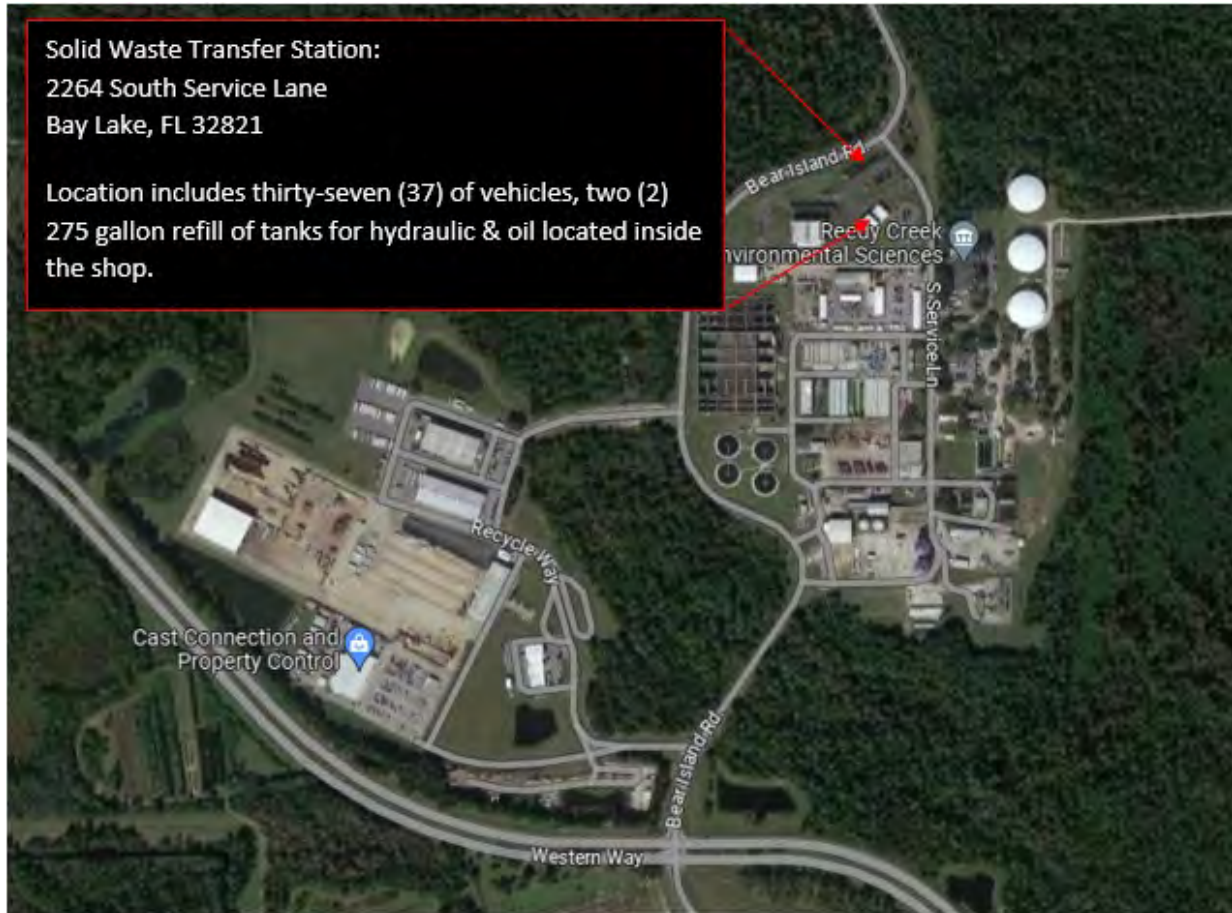 Solid Waste Transfer Station:
2264 South Service Lane
Bay Lake, FL 32821
Location includes thirty-seven (37) of vehicles, two (2)
275 gallon refill of tanks for hydraulic & oil located inside
the shop.
Bear Island Rd
Reedy Creek
nvironmental Sciences
S Service Ln
Recycle Way
Cast Connection and
Property Control
Bear Island Rd
Western Way